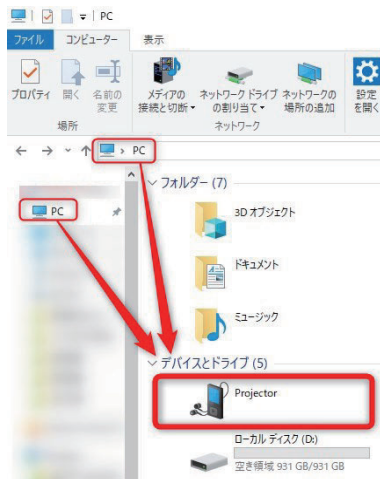 PC
ファイル コンピューター 表示
プロパティ 開く 名前の変更 メディアの接続と切断 ネットワーク ドライブの割り当て ネットワークの場所の追加 設定を開く
場所 ネットワーク
PC
PC
フォルダー (7)
3D オブジェクト
ドキュメント
ミュージック
デバイスとドライブ (5)
Projector
ローカル ディスク (D:)
空き領域 931 GB/931 GB